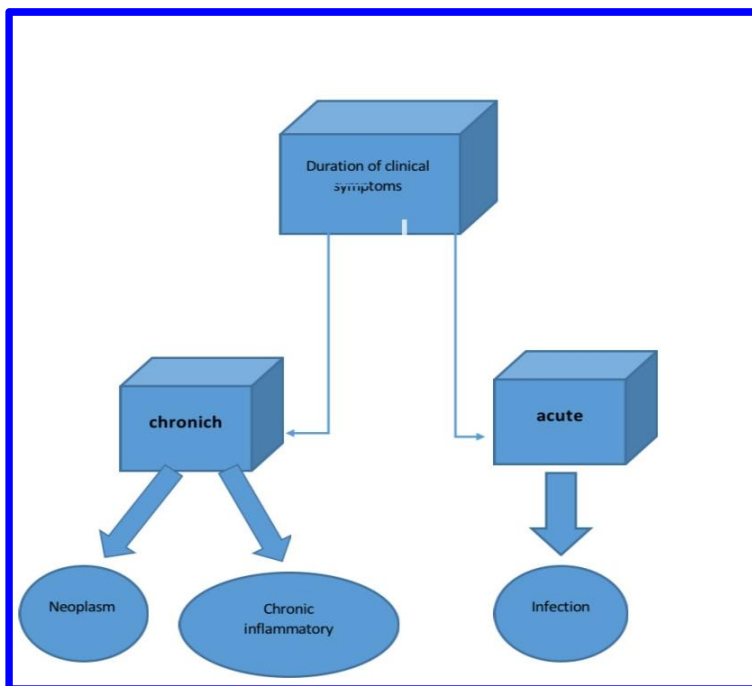 Duration of clinical
symptoms
chronich
acute
Neoplasm
Chronic
inflammatory
Infection